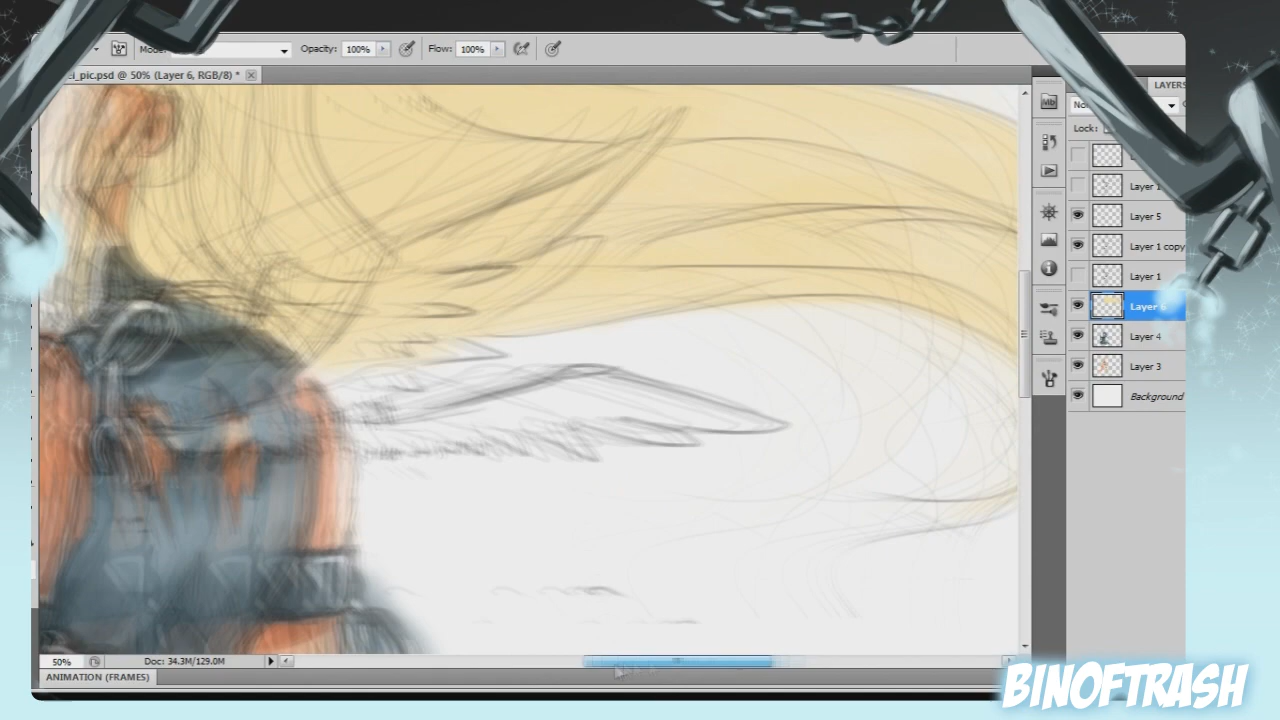 Opacity: 100% Flow: 100%
ei_pic.psd @ 50% (Layer 6, RGB/8) *
LAYERS
Mb
Lock:
Layer 5
Layer 1 copy
Layer 1
Layer 6
Layer 4
Layer 3
Background
50% Doc: 34.3M/129.0M
ANIMATION (FRAMES)
BINOFTRASH